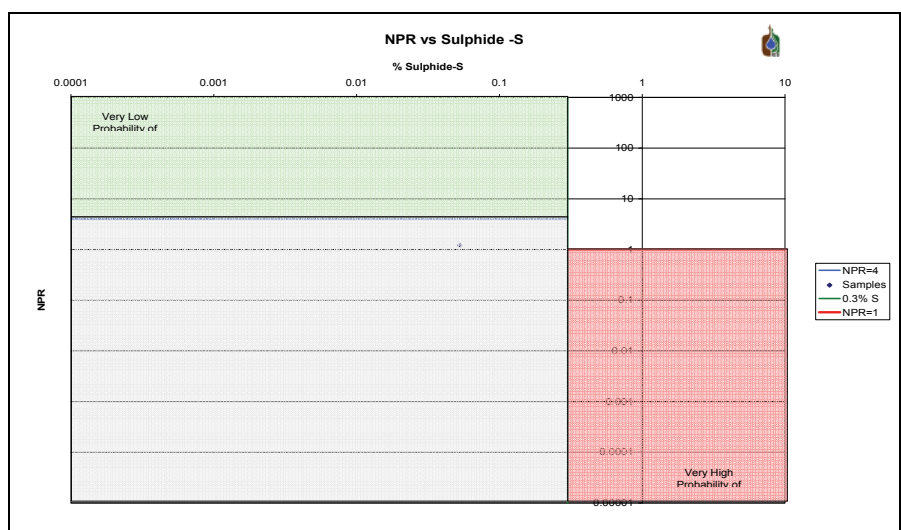 NPR vs Sulphide -S
% Sulphide-S
0.0001 0.001 0.01 0.1 1 10
Very Low
Probability of
1000
100
10
1
0.1
0.01
0.001
0.0001
0.00001
NPR
NPR=4
Samples
0.3% S
NPR=1
Very High
Probability of